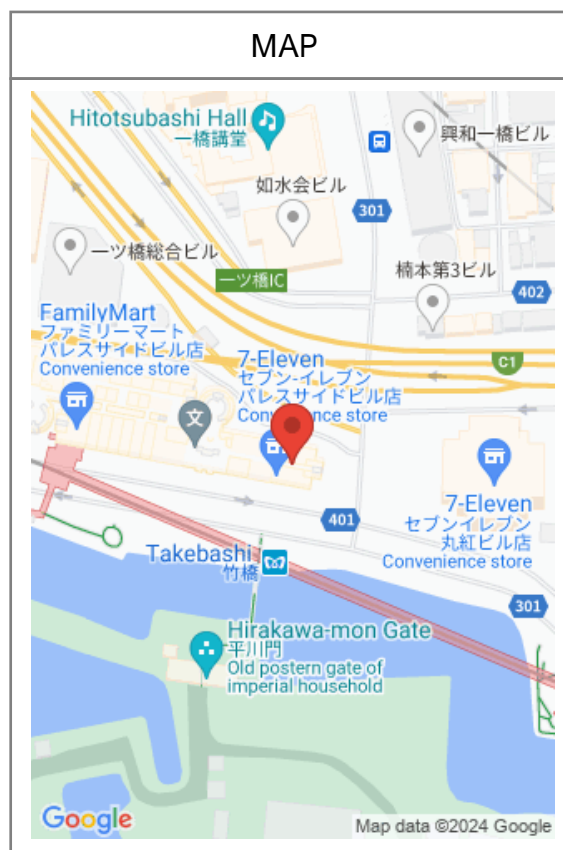 MAP
Hitotsubashi Hall
一橋講堂
興和一橋ビル
如水会ビル
301
一ツ橋総合ビル
一ツ橋IC
楠本第3ビル
402
FamilyMart
ファミリーマート
パレスサイドビル店
Convenience store
7-Eleven
セブン-イレブン
パレスサイドビル店
Convenience store
C1
文
401
7-Eleven
セブンイレブン
丸紅ビル店
Convenience store
Takebashi
竹橋
301
Hirakawa-mon Gate
平川門
Old postern gate of
imperial household
Google
Map data ©2024 Google